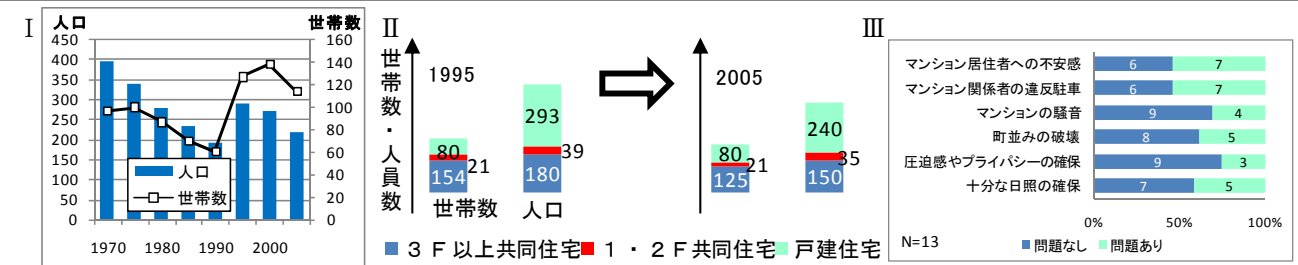 Ⅰ
人口
世帯数
450
400
350
300
250
200
150
100
50
0
160
140
120
100
80
60
40
20
0
人口
世帯数
1970
1980
1990
2000
Ⅱ
世帯数・人員数
1995
80
21
154
293
39
180
世帯数
人口
2005
80
21
125
240
35
150
３Ｆ以上共同住宅
１・２Ｆ共同住宅
戸建住宅
Ⅲ
マンション居住者への不安感
6
7
マンション関係者の違反駐車
6
7
マンションの騒音
9
4
町並みの破壊
8
5
圧迫感やプライバシーの確保
9
3
十分な日照の確保
7
5
0%
50%
100%
N=13
問題なし
問題あり